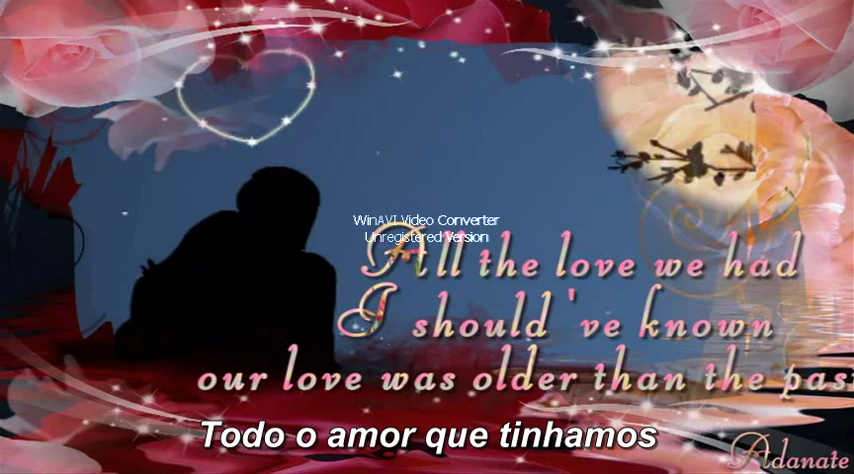 WinAVI Video Converter
Unregistered Version
All the love we had
I should 've known
our love was older than the past
Todo o amor que tinhamos
Adanate